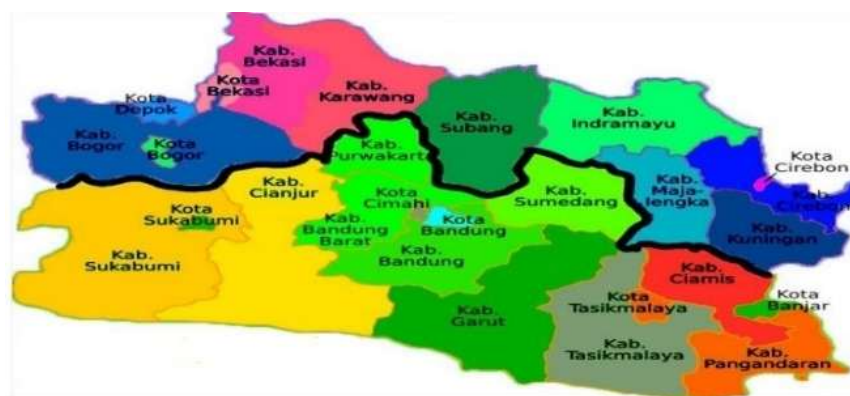 Kab.
Bekasi
Kota
Bekasi
Kota
Depok
Kab.
Karawang
Kab.
Bogor
Kota
Bogor
Kab.
Subang
Kab.
Indramayu
Kab.
Purwakarta
Kota
Cirebon
Kab.
Cirebon
Kab.
Maja-
lengka
Kab.
Kuningan
Kab.
Cianjur
Kota
Cimahi
Kab.
Sumedang
Kota
Sukabumi
Kab.
Bandung
Barat
Kota
Bandung
Kab.
Sukabumi
Kab.
Bandung
Kab.
Ciamis
Kota
Banjar
Kota
Tasikmalaya
Kab.
Garut
Kab.
Tasikmalaya
Kab.
Pangandaran